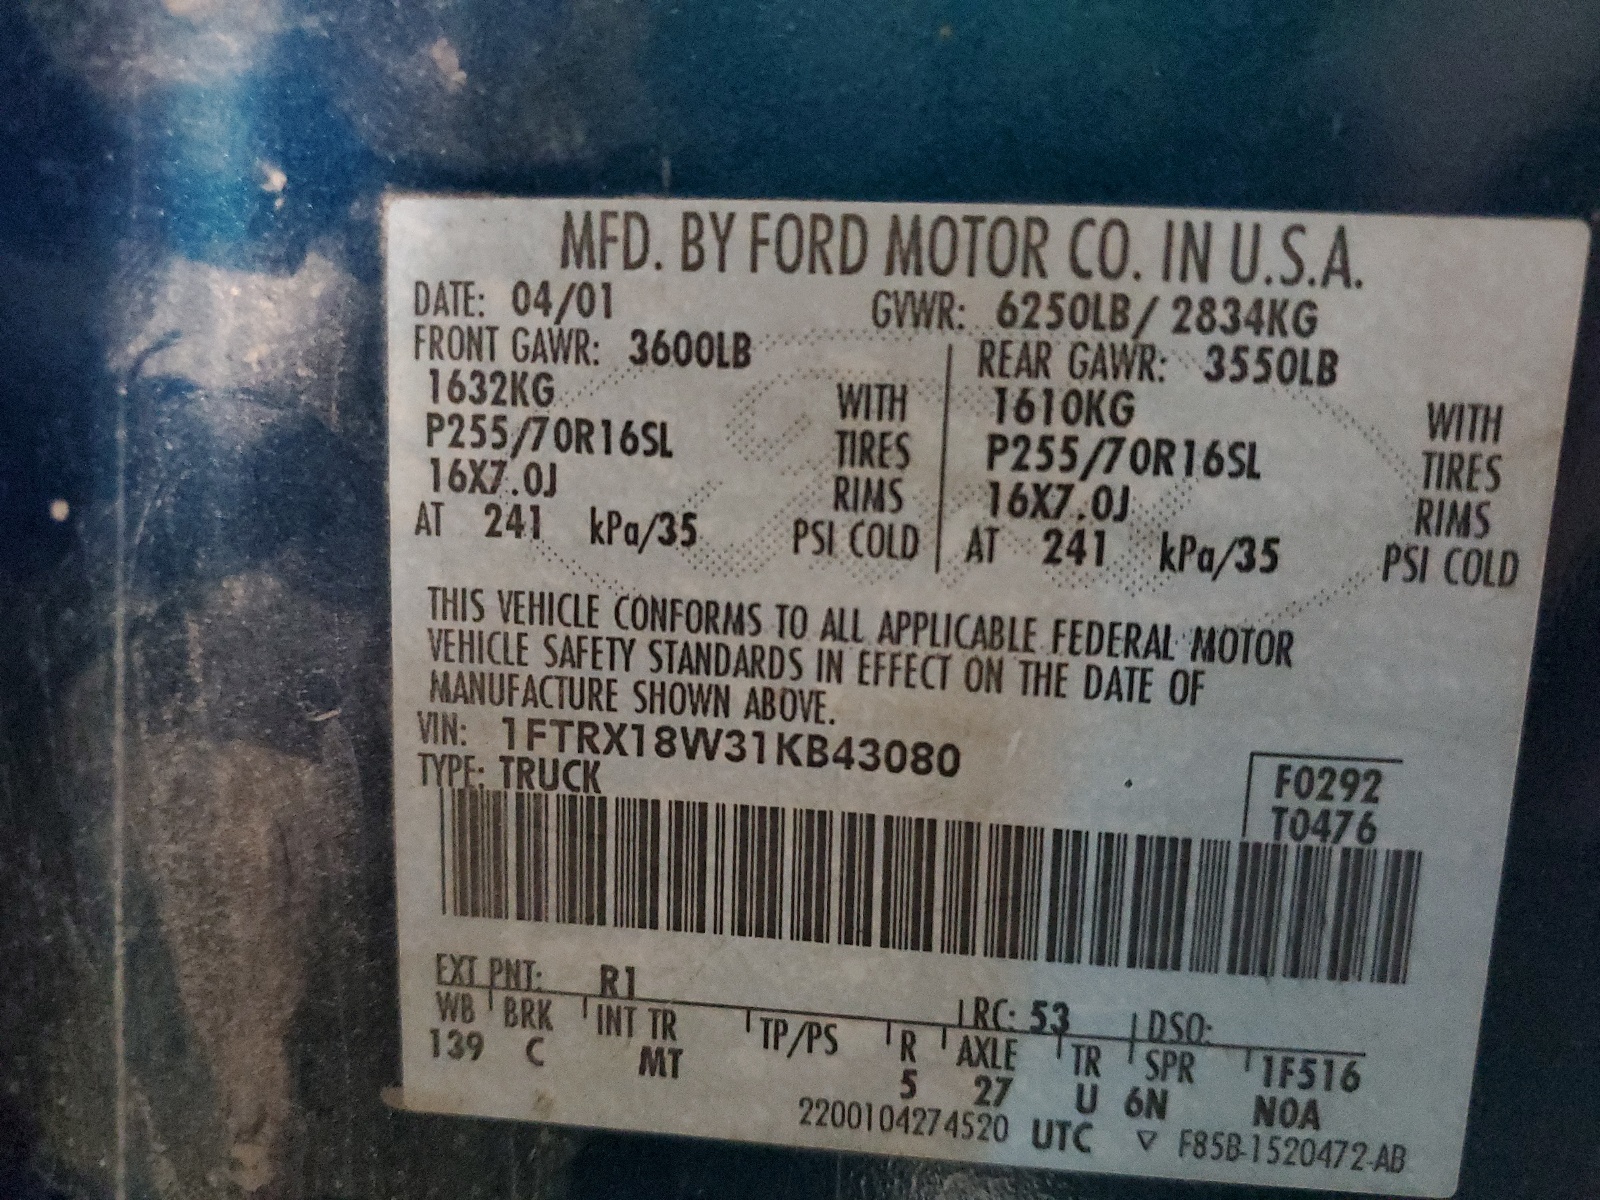 MFD. BY FORD MOTOR CO. IN U.S.A.
DATE: 04/01 GVWR: 6250LB/ 2834KG
FRONT GAWR: 3600LB REAR GAWR: 3550LB
1632KG WITH 1610KG WITH
P255/70R16SL TIRES P255/70R16SL TIRES
16X7.0J RIMS 16X7.0J RIMS
AT 241 kPa/35 PSI COLD AT 241 kPa/35 PSI COLD
THIS VEHICLE CONFORMS TO ALL APPLICABLE FEDERAL MOTOR
VEHICLE SAFETY STANDARDS IN EFFECT ON THE DATE OF
MANUFACTURE SHOWN ABOVE.
VIN: 1FTRX18W31KB43080
TYPE: TRUCK
F0292
T0476
EXT PNT: R1 RC: 53 DSO:
WB BRK INT TR TP/PS R AXLE TR SPR 1F516
139 C MT 5 27 U 6N NOA
2200104274520 UTC ▽ F85B-1520472-AB